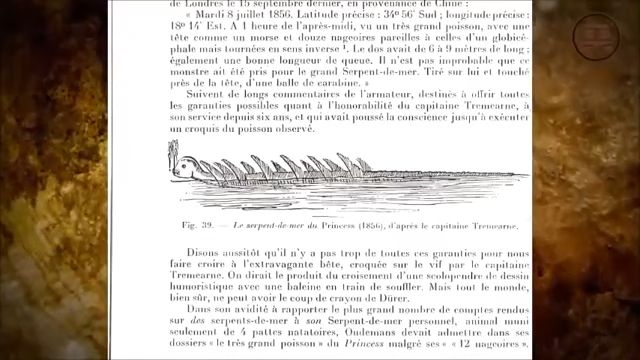 de Londres le 15 septembre dernier, en provenance de Chine :
« Mardi 8 juillet 1856. Latitude précise : 34° 56' Sud ; longitude précise :
18° 14' Est. A 1 heure de l'après-midi, vu un très grand poisson, avec une
tête comme un morse et douze nageoires pareilles à celles d'un globicé-
phale mais tournées en sens inverse ¹. Le dos avait de 6 à 9 mètres de long ;
également une bonne longueur de queue. Il n'est pas improbable que ce
monstre ait été pris pour le grand Serpent-de-mer. Tiré sur lui et touché
près de la tête, d'une balle de carabine. »
Suivent de longs commentaires de l'armateur, destinés à offrir toutes
les garanties possibles quant à l'honorabilité du capitaine Tremearne, à
son service depuis six ans, et qui avait poussé la conscience jusqu'à exécuter
un croquis du poisson observé.
Fig. 39. — Le serpent-de-mer du Princess (1856), d'après le capitaine Tremearne.
Disons aussitôt qu'il n'y a pas trop de toutes ces garanties pour nous
faire croire à l'extravagante bête, croquée sur le vif par le capitaine
Tremearne. On dirait le produit du croisement d'une scolopendre de dessin
humoristique avec une baleine en train de souffler. Mais tout le monde,
bien sûr, ne peut avoir le coup de crayon de Dürer.
Dans son avidité à rapporter le plus grand nombre de comptes rendus
sur des serpents-de-mer à son Serpent-de-mer personnel, animal muni
seulement de 4 pattes natatoires, Oudemans devait admettre dans ses
dossiers « le très grand poisson » du Princess malgré ses « 12 nageoires ».